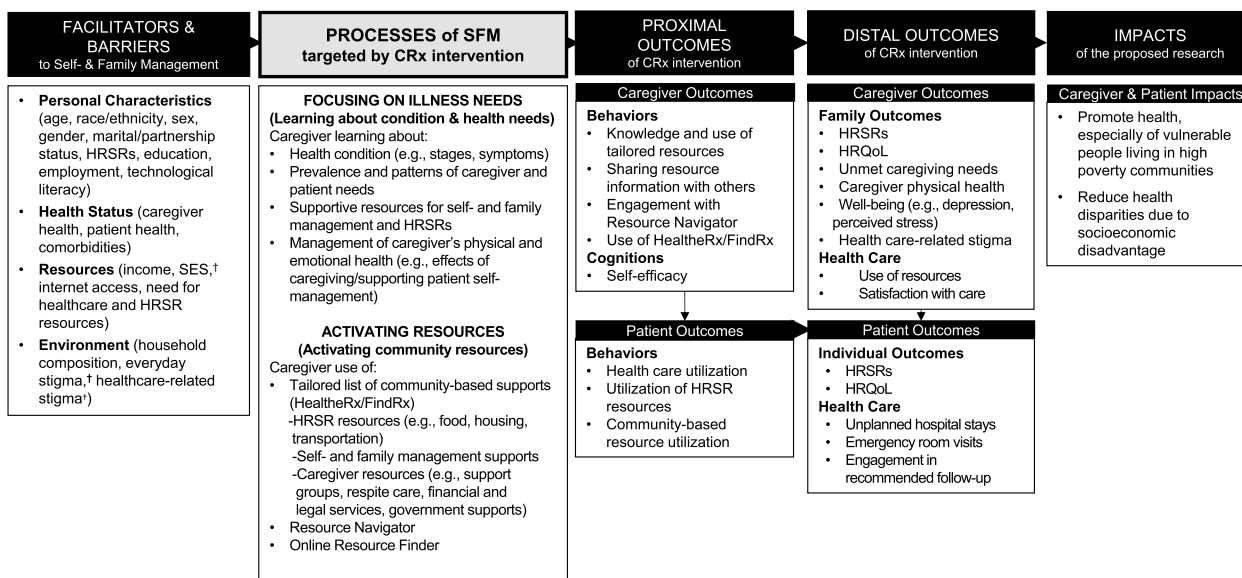 FACILITATORS &
BARRIERS
to Self- & Family Management
• Personal Characteristics
(age, race/ethnicity, sex,
gender, marital/partnership
status, HRSRs, education,
employment, technological
literacy)
• Health Status (caregiver
health, patient health,
comorbidities)
• Resources (income, SES,†
internet access, need for
healthcare and HRSR
resources)
• Environment (household
composition, everyday
stigma,† healthcare-related
stigma†)
PROCESSES of SFM
targeted by CRx intervention
FOCUSING ON ILLNESS NEEDS
(Learning about condition & health needs)
Caregiver learning about:
• Health condition (e.g., stages, symptoms)
• Prevalence and patterns of caregiver and
patient needs
• Supportive resources for self- and family
management and HRSRs
• Management of caregiver's physical and
emotional health (e.g., effects of
caregiving/supporting patient self-
management)
ACTIVATING RESOURCES
(Activating community resources)
Caregiver use of:
• Tailored list of community-based supports
(HealtheRx/FindRx)
-HRSR resources (e.g., food, housing,
transportation)
-Self- and family management supports
-Caregiver resources (e.g., support
groups, respite care, financial and
legal services, government supports)
• Resource Navigator
• Online Resource Finder
PROXIMAL
OUTCOMES
of CRx intervention
Caregiver Outcomes
Behaviors
• Knowledge and use of
tailored resources
• Sharing resource
information with others
• Engagement with
Resource Navigator
• Use of HealtheRx/FindRx
Cognitions
• Self-efficacy
Patient Outcomes
Behaviors
• Health care utilization
• Utilization of HRSR
resources
• Community-based
resource utilization
DISTAL OUTCOMES
of CRx intervention
Caregiver Outcomes
Family Outcomes
• HRSRs
• HRQoL
• Unmet caregiving needs
• Caregiver physical health
• Well-being (e.g., depression,
perceived stress)
• Health care-related stigma
Health Care
• Use of resources
• Satisfaction with care
Patient Outcomes
Individual Outcomes
• HRSRs
• HRQoL
Health Care
• Unplanned hospital stays
• Emergency room visits
• Engagement in
recommended follow-up
IMPACTS
of the proposed research
Caregiver & Patient Impacts
• Promote health,
especially of vulnerable
people living in high
poverty communities
• Reduce health
disparities due to
socioeconomic
disadvantage